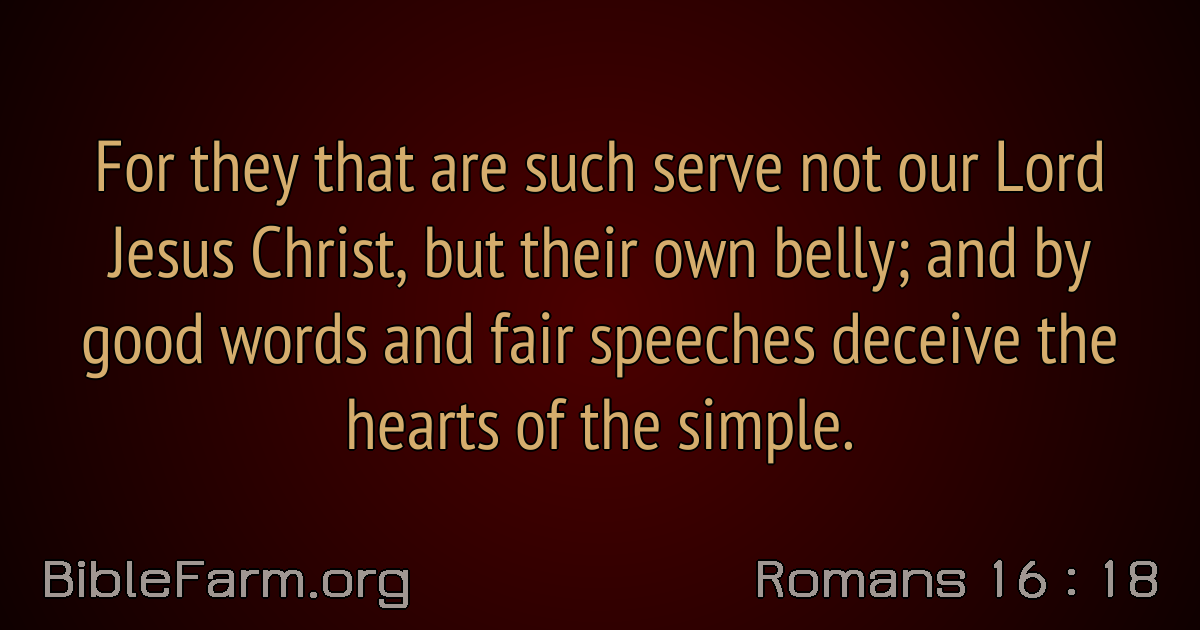 For they that are such serve not our Lord
Jesus Christ, but their own belly; and by
good words and fair speeches deceive the
hearts of the simple.
BibleFarm.org
Romans 16 : 18